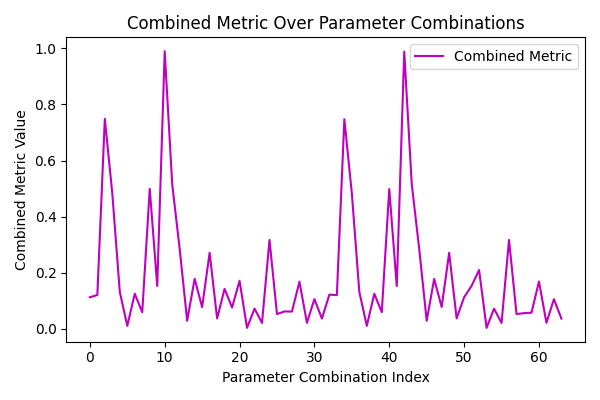 Combined Metric Over Parameter Combinations
Combined Metric
Combined Metric Value
1.0
0.8
0.6
0.4
0.2
0.0
0 10 20 30 40 50 60
Parameter Combination Index